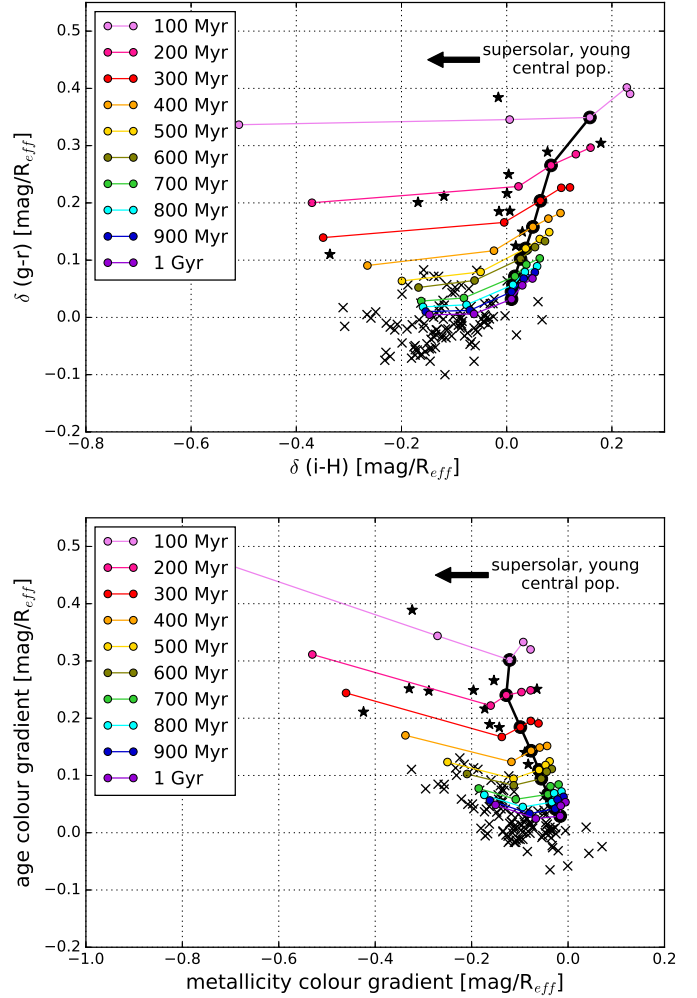 0.5
0.4
0.3
0.2
0.1
0.0
−0.1
−0.2
δ (g-r) [mag/R_eff]
100 Myr
200 Myr
300 Myr
400 Myr
500 Myr
600 Myr
700 Myr
800 Myr
900 Myr
1 Gyr
supersolar, young
central pop.
−0.8 −0.6 −0.4 −0.2 0.0 0.2
δ (i-H) [mag/R_eff]
0.5
0.4
0.3
0.2
0.1
0.0
−0.1
−0.2
age colour gradient [mag/R_eff]
100 Myr
200 Myr
300 Myr
400 Myr
500 Myr
600 Myr
700 Myr
800 Myr
900 Myr
1 Gyr
supersolar, young
central pop.
−1.0 −0.8 −0.6 −0.4 −0.2 0.0 0.2
metallicity colour gradient [mag/R_eff]